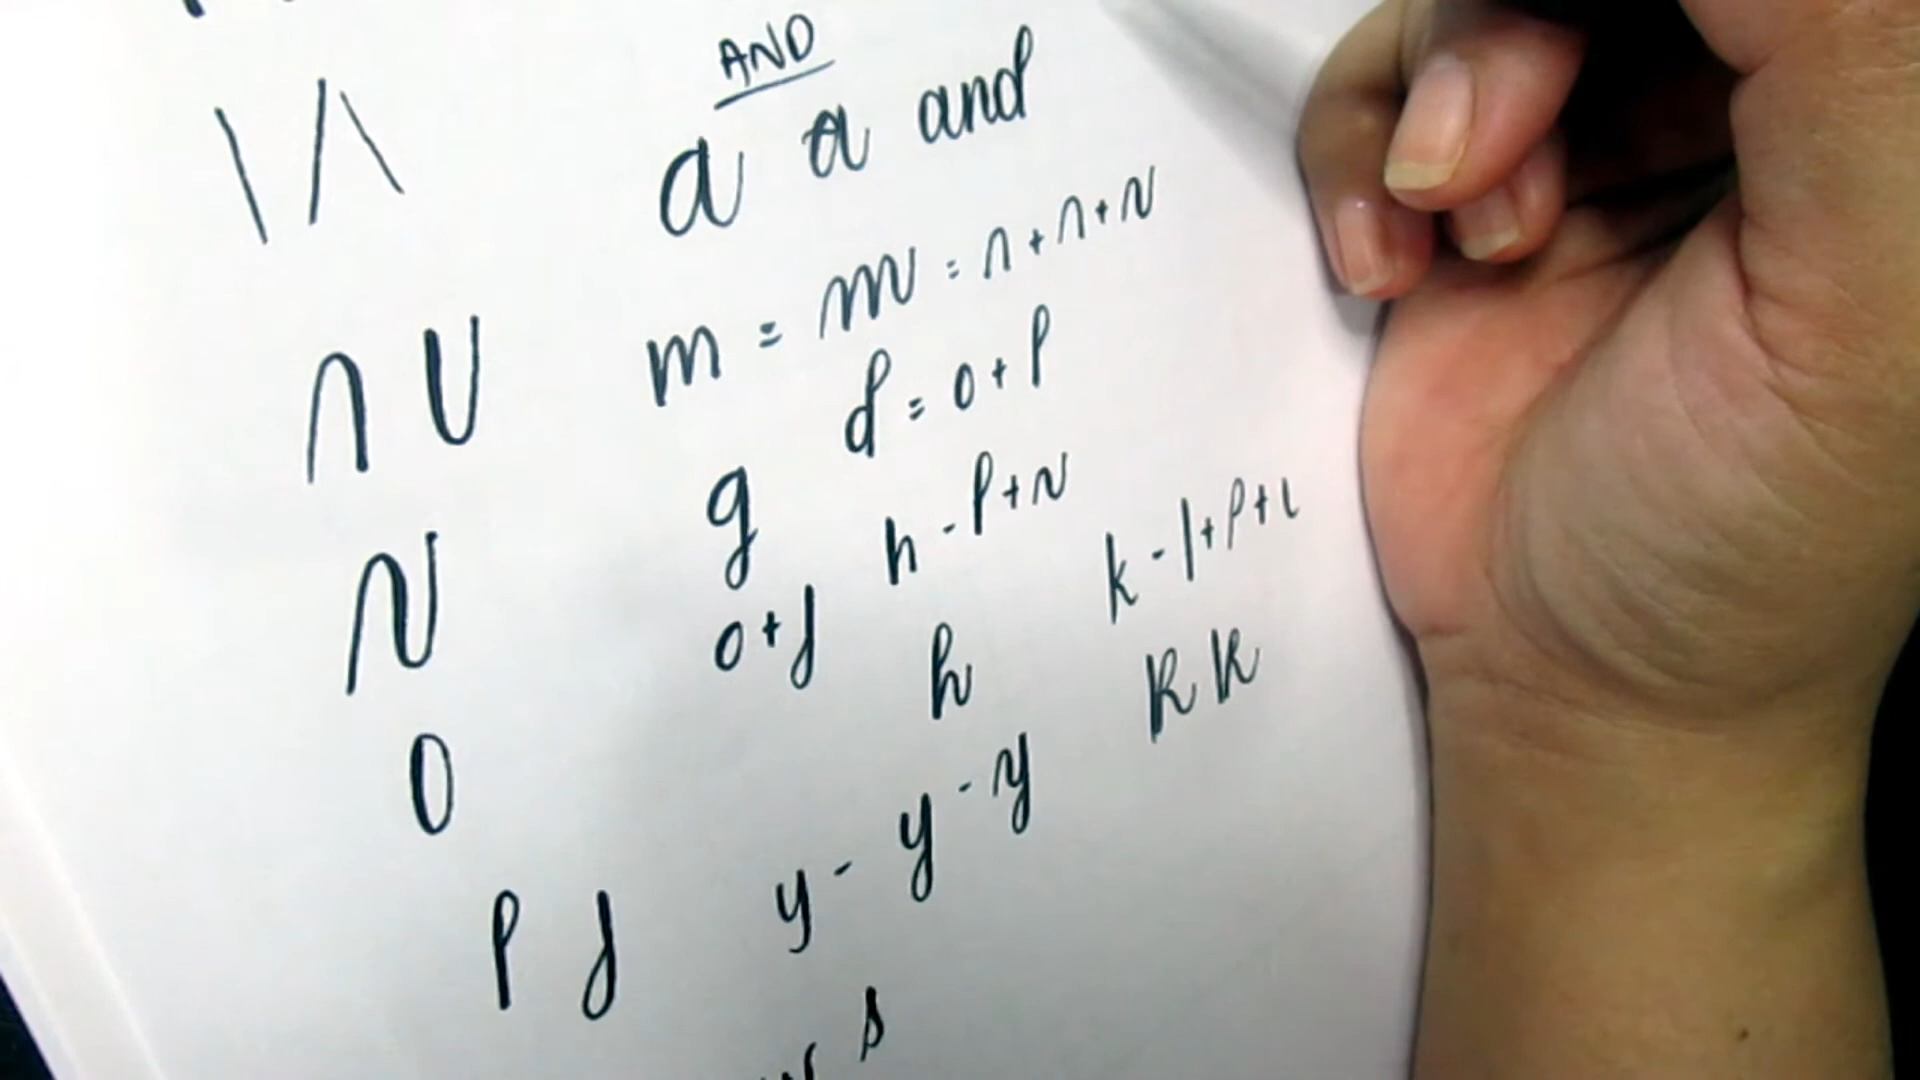 AND
a a and
m = m = n + n + N
d = o + l
g
h - l + N
k - l + l + ι
o + J
h
k k
∩ U
N
O
y - y - y
s